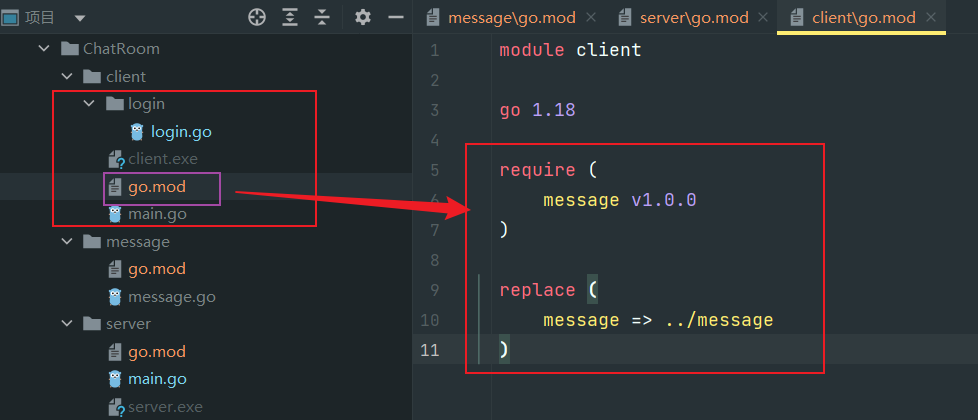 项目
ChatRoom
client
login
login.go
client.exe
go.mod
main.go
message
go.mod
message.go
server
go.mod
main.go
server.exe
message\go.mod
server\go.mod
client\go.mod
1 module client
2
3 go 1.18
4
5 require (
6 message v1.0.0
7 )
8
9 replace (
10 message => ../message
11 )